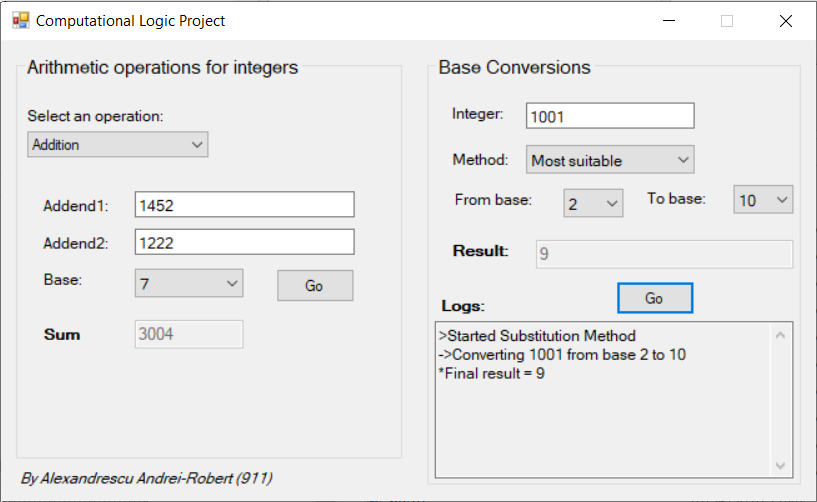 Computational Logic Project
Arithmetic operations for integers
Select an operation:
Addition
Addend1: 1452
Addend2: 1222
Base: 7
Go
Sum 3004
By Alexandrescu Andrei-Robert (911)
Base Conversions
Integer: 1001
Method: Most suitable
From base: 2 To base: 10
Result: 9
Go
Logs:
>Started Substitution Method
->Converting 1001 from base 2 to 10
*Final result = 9